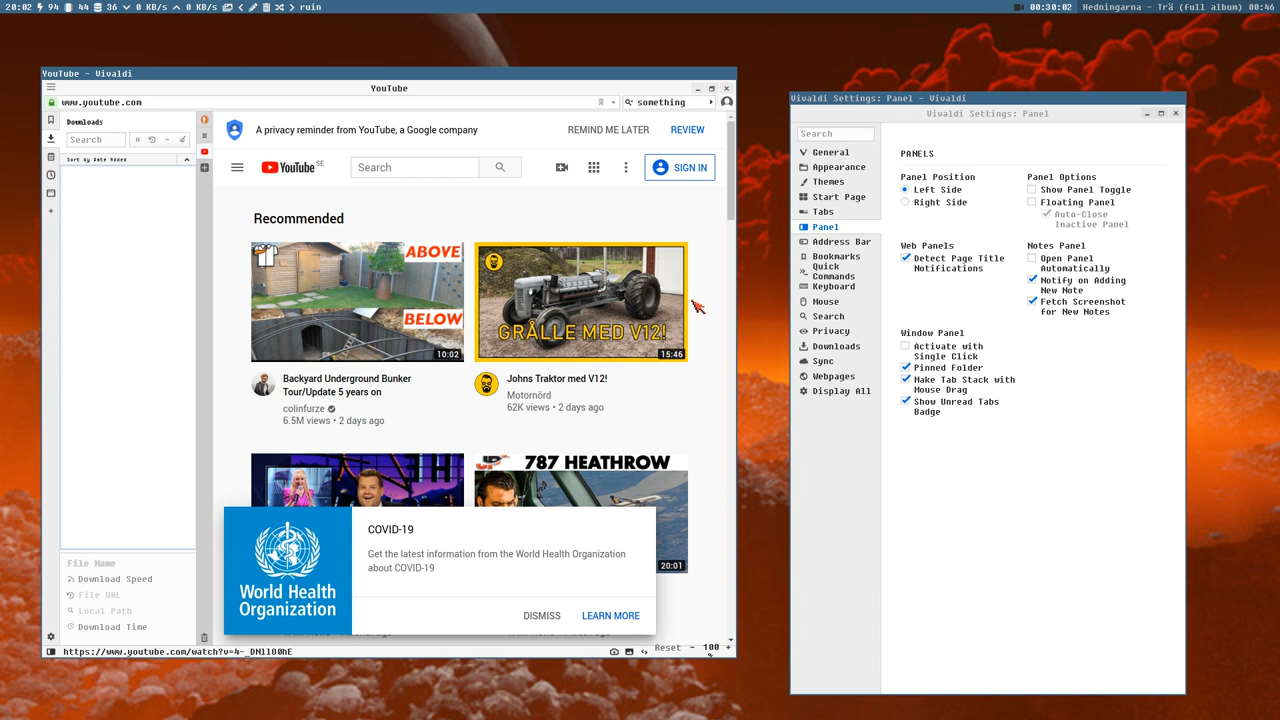 20:02 94 44 36 0 KB/s 0 KB/s ruin
00:30:02 Hedningarna - Trä (full album) 00:46
YouTube - Vivaldi
YouTube
www.youtube.com
something
Downloads
Search
Sort by Date Added
File Name
Download Speed
File URL
Local Path
Download Time
A privacy reminder from YouTube, a Google company
REMIND ME LATER
REVIEW
YouTube SE
Search
SIGN IN
Recommended
ABOVE
BELOW
10:02
GRÅLLE MED V12!
15:46
Backyard Underground Bunker
Tour/Update 5 years on
colinfurze
6.5M views • 2 days ago
Johns Traktor med V12!
Motornörd
62K views • 2 days ago
787 HEATHROW
20:01
World Health
Organization
COVID-19
Get the latest information from the World Health Organization
about COVID-19
DISMISS
LEARN MORE
Reset - 100 % +
Vivaldi Settings: Panel - Vivaldi
Vivaldi Settings: Panel
Search
General
Appearance
Themes
Start Page
Tabs
Panel
Address Bar
Bookmarks
Quick
Commands
Keyboard
Mouse
Search
Privacy
Downloads
Sync
Webpages
Display All
PANELS
Panel Position
Left Side
Right Side
Panel Options
Show Panel Toggle
Floating Panel
Auto-Close
Inactive Panel
Web Panels
Detect Page Title
Notifications
Notes Panel
Open Panel
Automatically
Notify on Adding
New Note
Fetch Screenshot
for New Notes
Window Panel
Activate with
Single Click
Pinned Folder
Make Tab Stack with
Mouse Drag
Show Unread Tabs
Badge